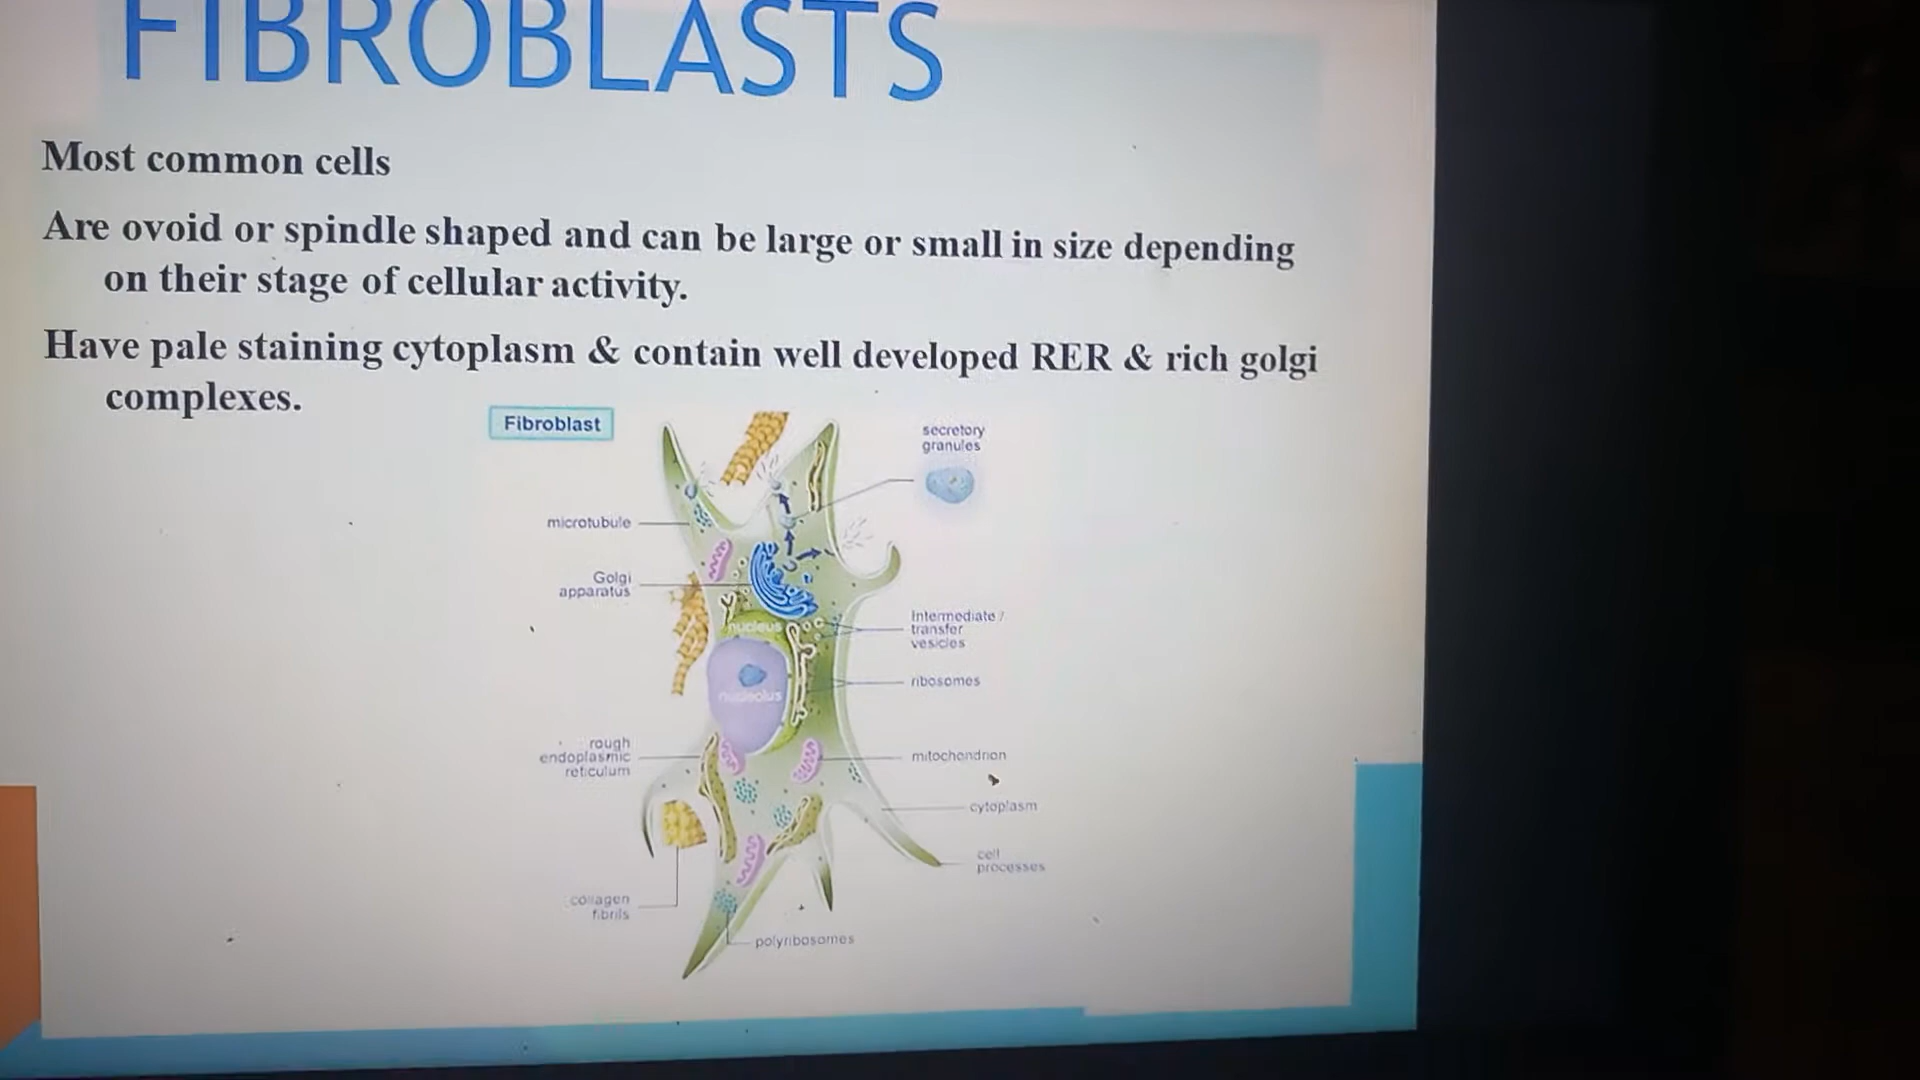 FIBROBLASTS
Most common cells
Are ovoid or spindle shaped and can be large or small in size depending
on their stage of cellular activity.
Have pale staining cytoplasm & contain well developed RER & rich golgi
complexes.
Fibroblast
secretory
granules
microtubule
Golgi
apparatus
nucleus
Intermediate /
transfer
vesicles
ribosomes
nucleolus
rough
endoplasmic
reticulum
mitochondrion
cytoplasm
cell
processes
collagen
fibrils
polyribosomes